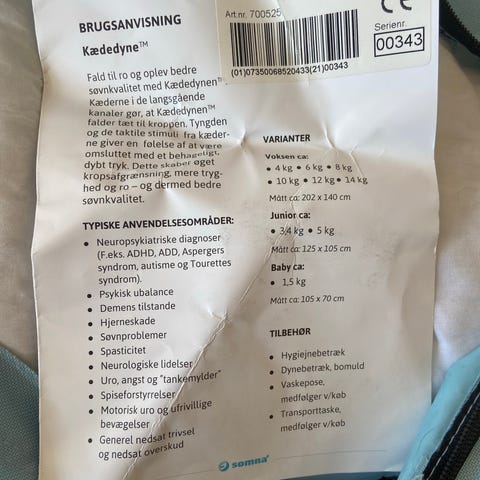 BRUGSANVISNING
Kædedyne™
Fald til ro og oplev bedre
søvnkvalitet med Kædedynen™.
Kæderne i de langsgående
kanaler gør, at Kædedynen™
falder tæt til kroppen. Tyngden
og de taktile stimuli fra kæder-
ne giver en følelse af at være
omsluttet med et behageligt,
dybt tryk. Dette skaber øget
kropsafgrænsning, mere tryg-
hed og ro – og dermed bedre
søvnkvalitet.
TYPISKE ANVENDELSESOMRÅDER:
• Neuropsykiatriske diagnoser
(F.eks. ADHD, ADD, Aspergers
syndrom, autisme og Tourettes
syndrom).
• Psykisk ubalance
• Demens tilstande
• Hjerneskade
• Søvnproblemer
• Spasticitet
• Neurologiske lidelser
• Uro, angst og "tankemylder"
• Spiseforstyrrelser
• Motorisk uro og ufrivillige
bevægelser
• Generel nedsat trivsel
og nedsat overskud
Art.nr. 700525
(01)07350068520433(21)00343
CE
Serienr.
00343
VARIANTER
Voksen ca:
• 4 kg • 6 kg • 8 kg
• 10 kg • 12 kg • 14 kg
Mått ca: 202 x 140 cm
Junior ca:
• 3,4 kg • 5 kg
Mått ca: 125 x 105 cm
Baby ca:
• 1,5 kg
Mått ca: 105 x 70 cm
TILBEHØR
• Hygiejnebetræk
• Dynebetræk, bomuld
• Vaskepose,
medfølger v/køb
• Transporttaske,
medfølger v/køb
somna